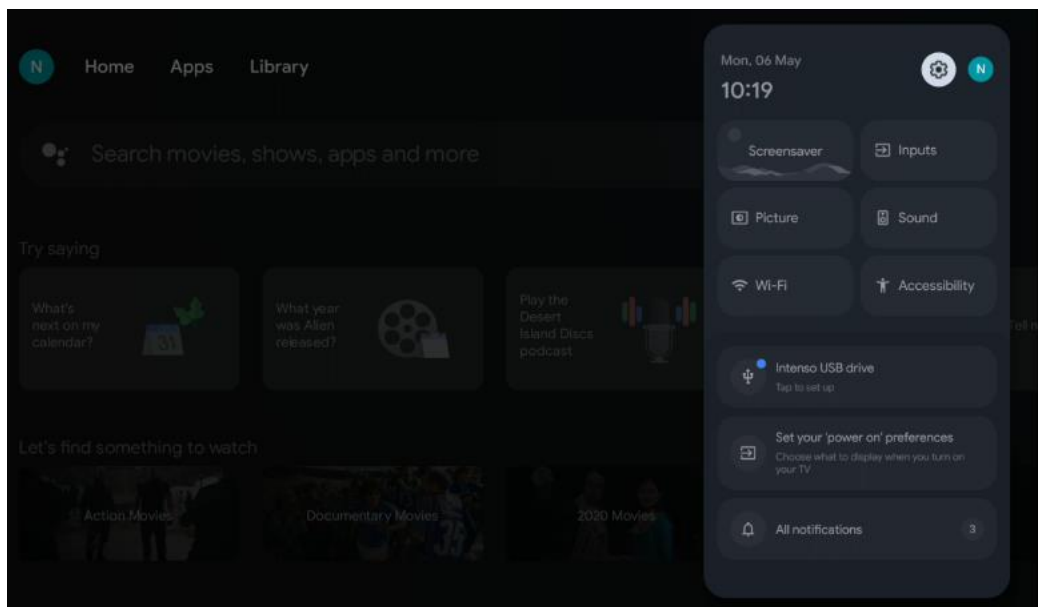 N
Home
Apps
Library
Search movies, shows, apps and more
Try saying
What's
next on my
calendar?
31
What year
was Alien
released?
Play the
Desert
Island Discs
podcast
Tell
Let's find something to watch
Action Movies
Documentary Movies
2020 Movies
Mon, 06 May
10:19
N
Screensaver
Inputs
Picture
Sound
Wi-Fi
Accessibility
Intenso USB drive
Tap to set up
Set your 'power on' preferences
Choose what to display when you turn on
your TV
All notifications
3